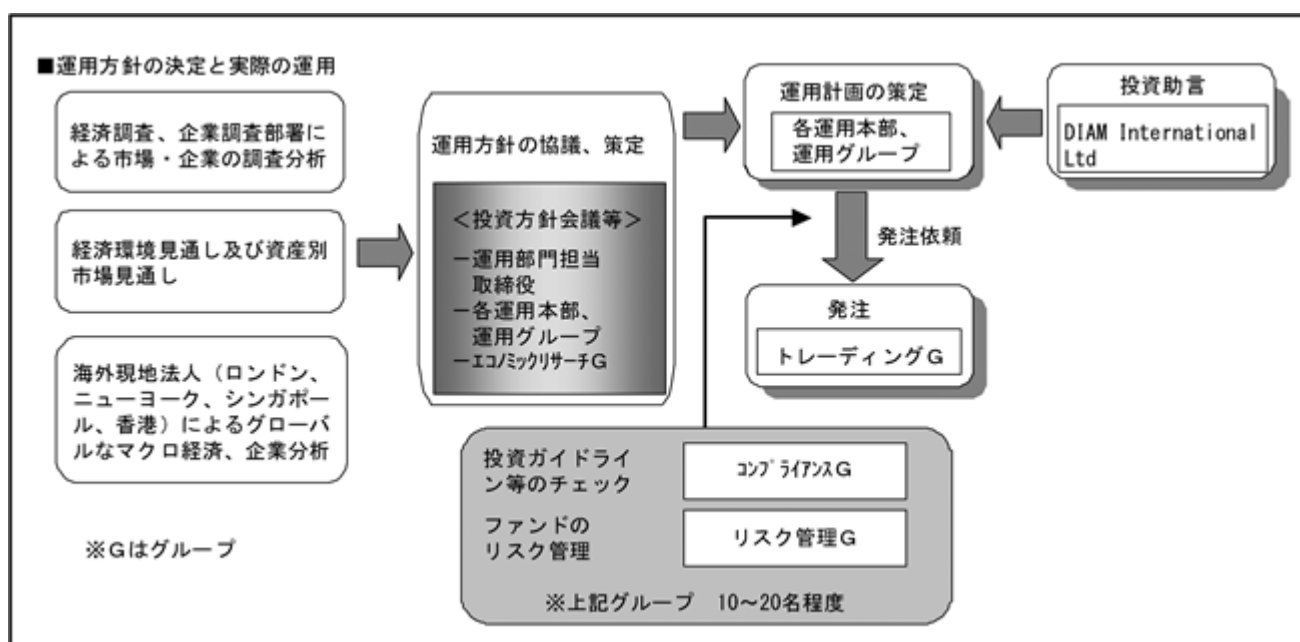 ■運用方針の決定と実際の運用
経済調査、企業調査部署によ
る市場・企業の調査分析
経済環境見通し及び資産別
市場見通し
海外現地法人（ロンドン、
ニューヨーク、シンガポー
ル、香港）によるグローバ
ルなマクロ経済、企業分析
※Gはグループ
運用方針の協議、策定
＜投資方針会議等＞
－運用部門担当
取締役
－各運用本部、
運用グループ
－ｴｺﾉﾐｯｸﾘｻｰﾁG
運用計画の策定
各運用本部、
運用グループ
投資助言
DIAM International
Ltd
発注依頼
発注
トレーディングG
投資ガイドライ
ン等のチェック
ｺﾝﾌﾟﾗｲｱﾝｽG
ファンドの
リスク管理
リスク管理G
※上記グループ　10～20名程度